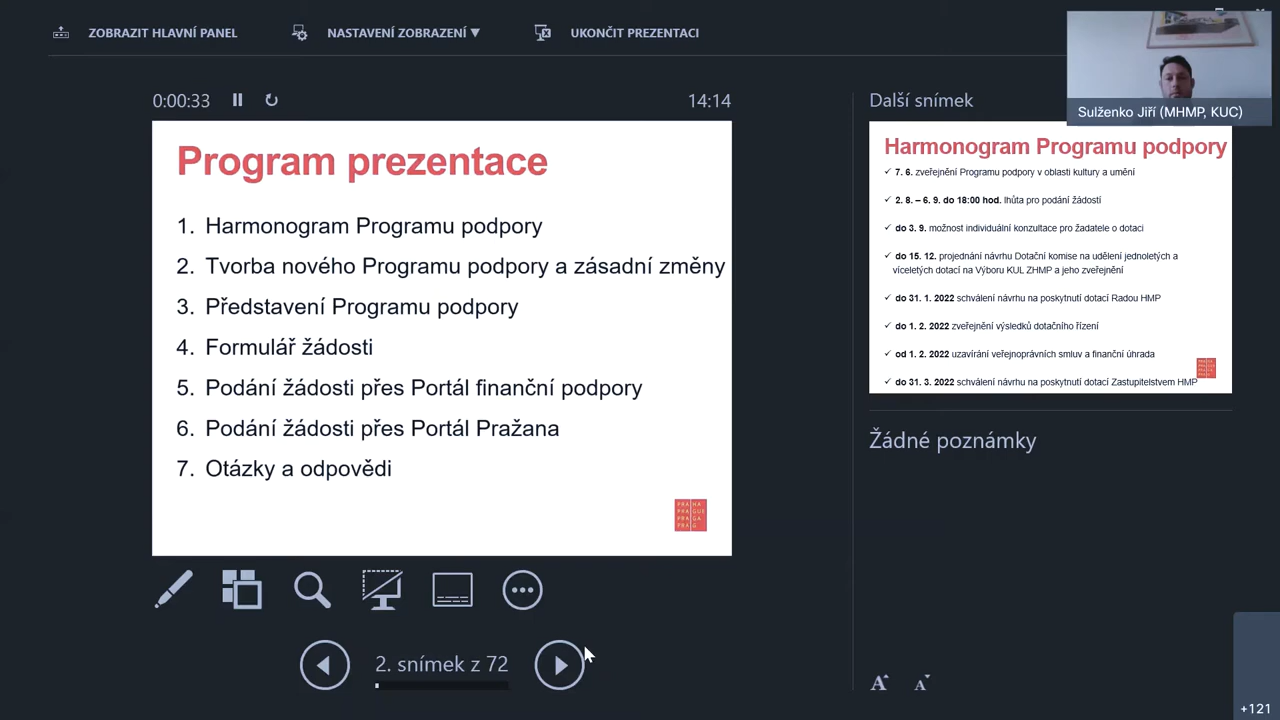 ZOBRAZIT HLAVNÍ PANEL
NASTAVENÍ ZOBRAZENÍ ▼
UKONČIT PREZENTACI
Sulženko Jiří (MHMP, KUC)
0:00:33
14:14
Program prezentace
1. Harmonogram Programu podpory
2. Tvorba nového Programu podpory a zásadní změny
3. Představení Programu podpory
4. Formulář žádosti
5. Podání žádosti přes Portál finanční podpory
6. Podání žádosti přes Portál Pražana
7. Otázky a odpovědi
PRA|HA
PRA|GUE
PRA|GA
PRA|G
2. snímek z 72
Další snímek
Harmonogram Programu podpory
✓ 7. 6. zveřejnění Programu podpory v oblasti kultury a umění
✓ 2. 8. – 6. 9. do 18:00 hod. lhůta pro podání žádostí
✓ do 3. 9. možnost individuální konzultace pro žadatele o dotaci
✓ do 15. 12. projednání návrhu Dotační komise na udělení jednoletých a
víceletých dotací na Výboru KUL ZHMP a jeho zveřejnění
✓ do 31. 1. 2022 schválení návrhu na poskytnutí dotací Radou HMP
✓ do 1. 2. 2022 zveřejnění výsledků dotačního řízení
✓ od 1. 2. 2022 uzavírání veřejnoprávních smluv a finanční úhrada
✓ do 31. 3. 2022 schválení návrhu na poskytnutí dotací Zastupitelstvem HMP
Žádné poznámky
A A
+121